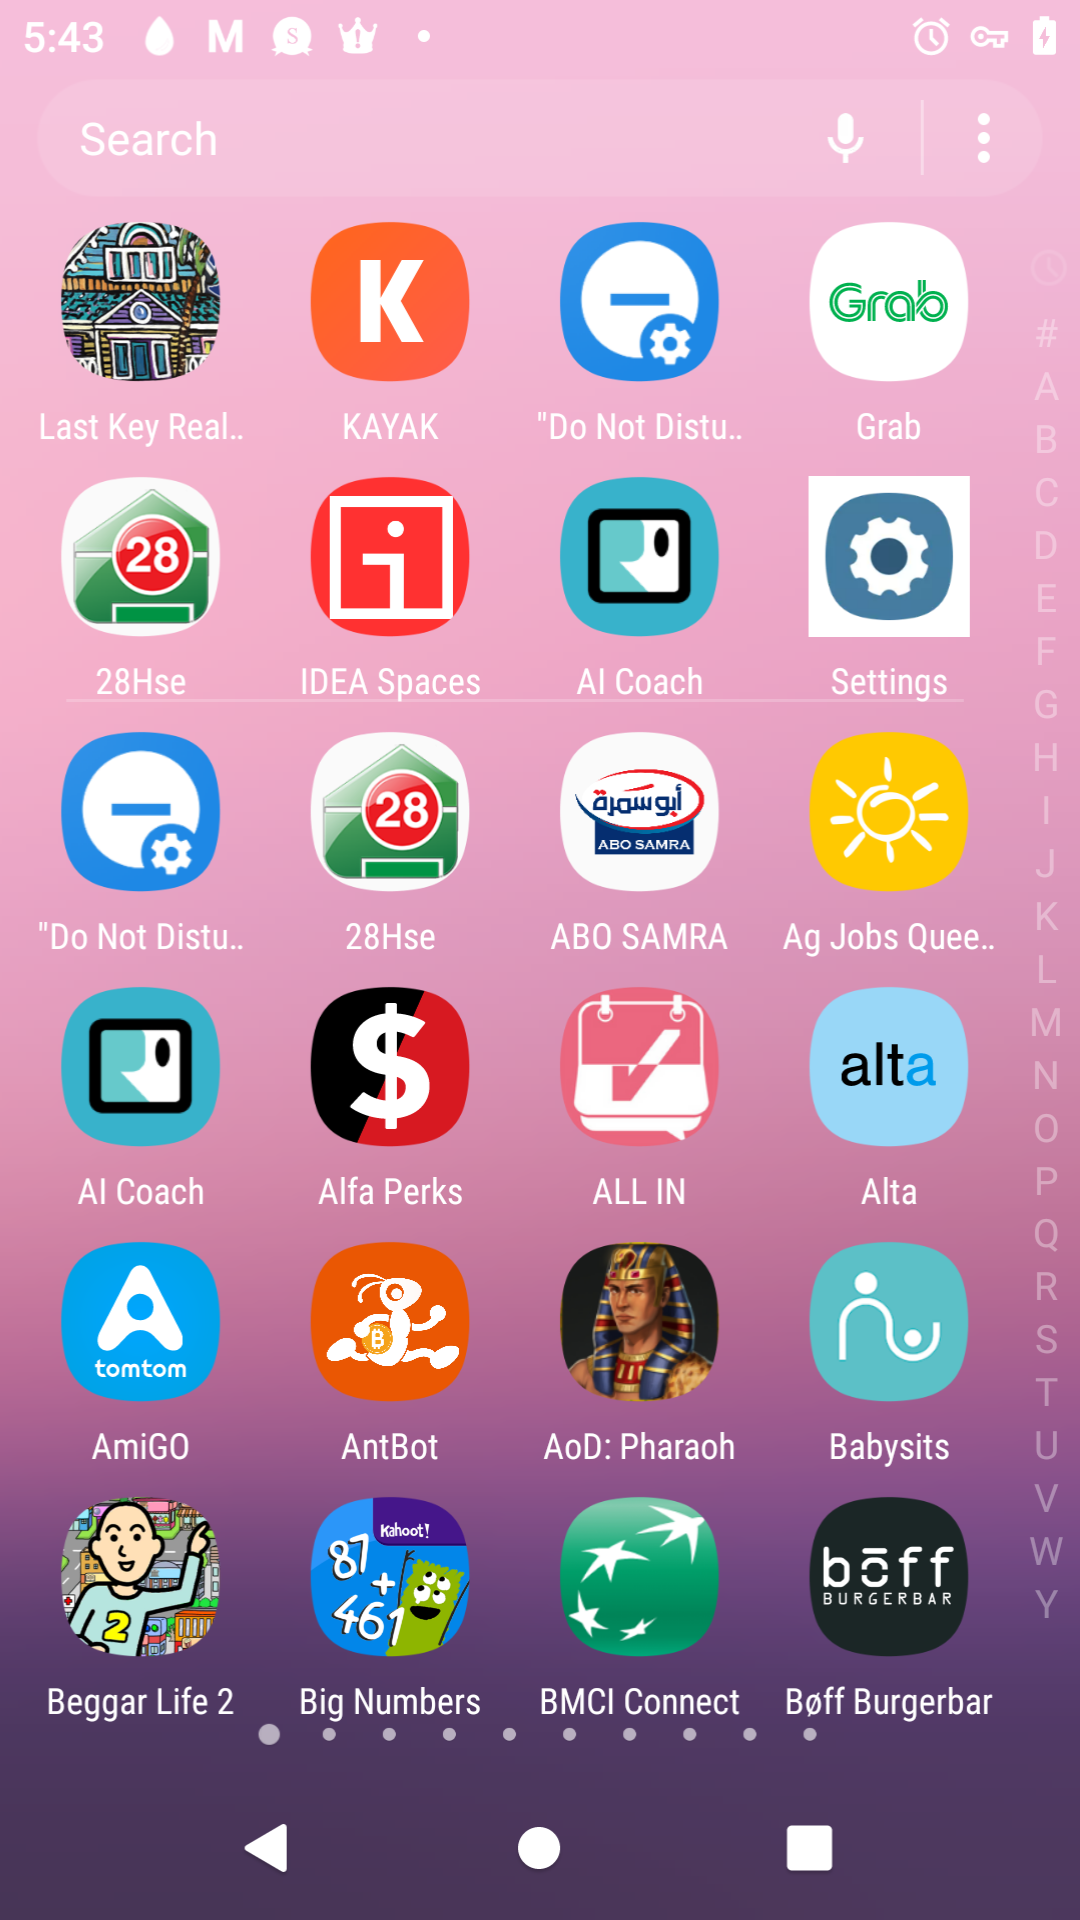 5:43 M S
Search
K
Grab
Last Key Real..
KAYAK
"Do Not Distu..
Grab
28
i
28Hse
IDEA Spaces
AI Coach
Settings
28
أبو سمرة
ABO SAMRA
"Do Not Distu..
28Hse
ABO SAMRA
Ag Jobs Quee..
$
alta
AI Coach
Alfa Perks
ALL IN
Alta
tomtom
B
AmiGO
AntBot
AoD: Pharaoh
Babysits
2
Kahoot!
87
+
461
bøff
BURGERBAR
Beggar Life 2
Big Numbers
BMCI Connect
Bøff Burgerbar
#
A
B
C
D
E
F
G
H
I
J
K
L
M
N
O
P
Q
R
S
T
U
V
W
Y